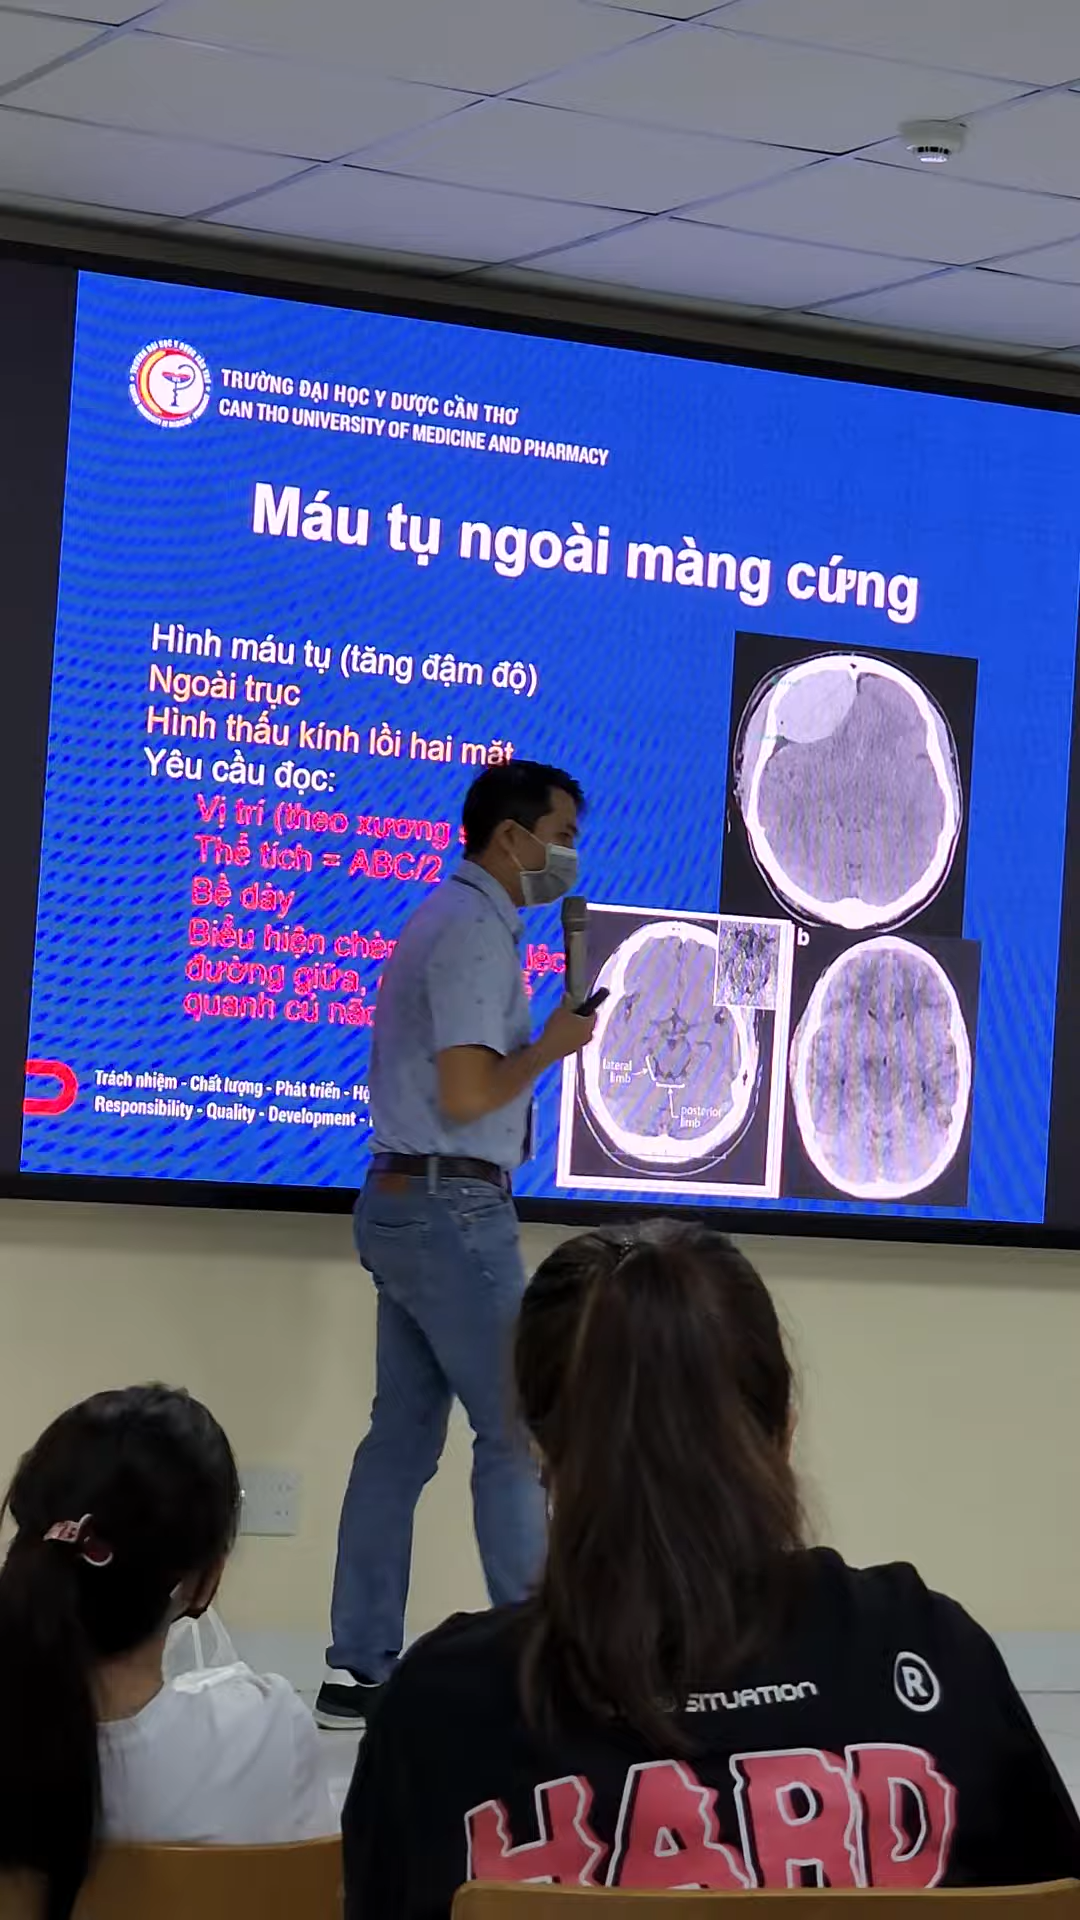 TRƯỜNG ĐẠI HỌC Y DƯỢC CẦN THƠ
CAN THO UNIVERSITY OF MEDICINE AND PHARMACY
Máu tụ ngoài màng cứng
Hình máu tụ (tăng đậm độ)
Ngoài trục
Hình thấu kính lồi hai mặt
Yêu cầu đọc:
Vị trí (theo xương
Thể tích = ABC/2
Bề dày
Biểu hiện
đường giữa,
quanh củ não
b
lateral
limb
posterior
limb
Trách nhiệm - Chất lượng - Phát triển -
Responsibility - Quality - Development -
SITUATION
®
HARD